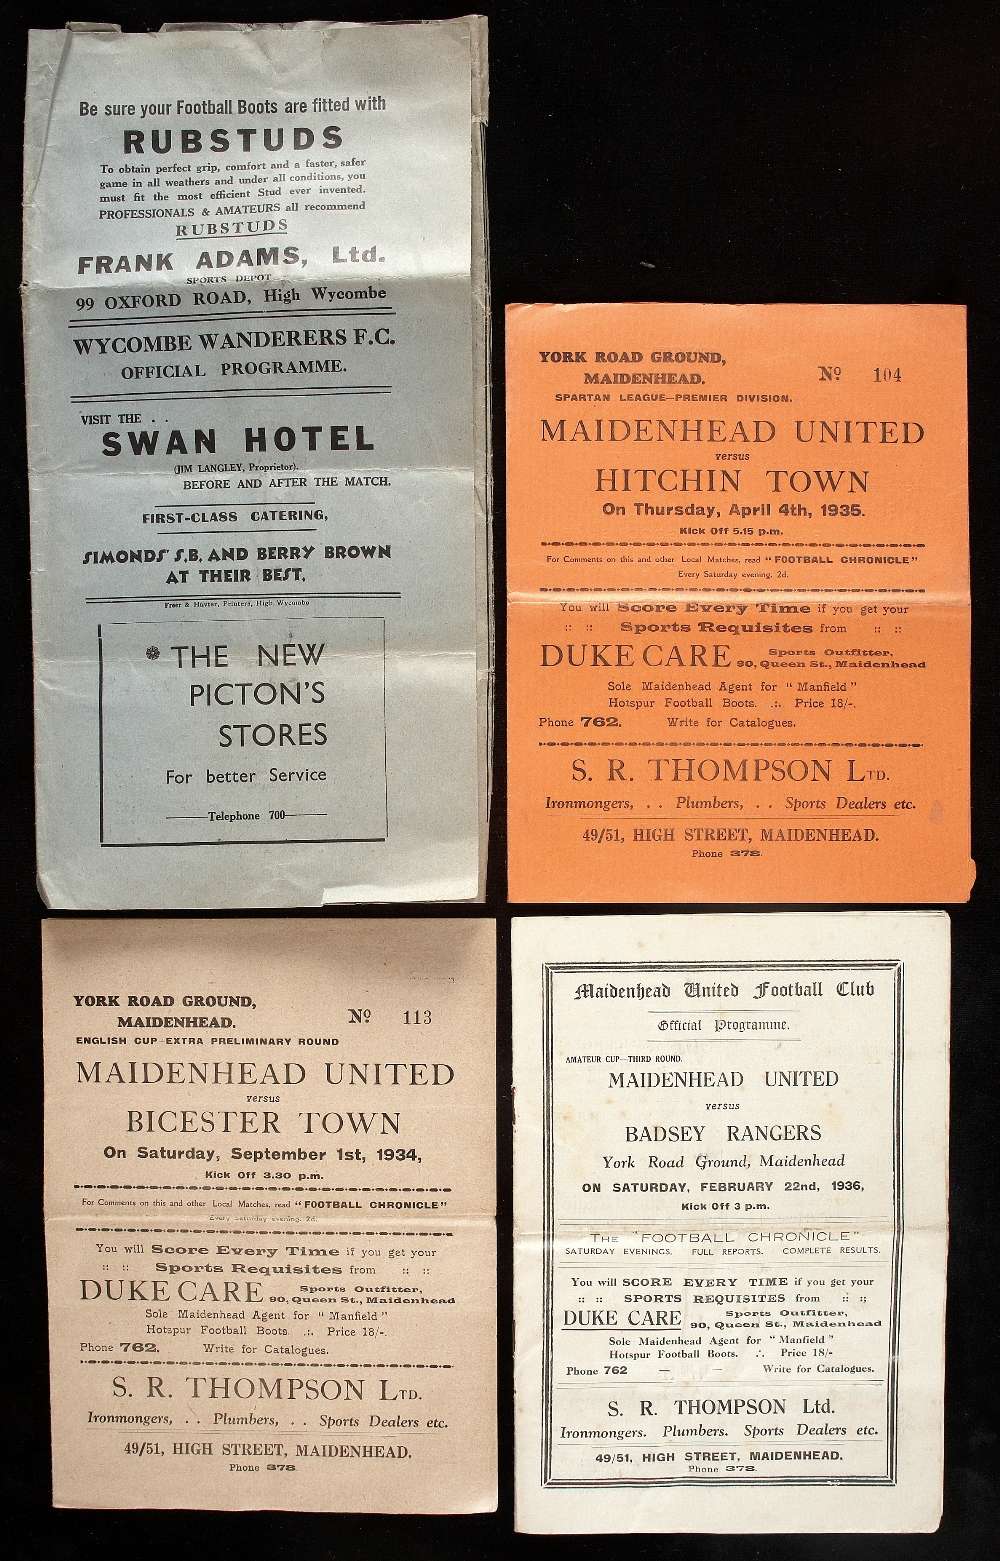 Be sure your Football Boots are fitted with
RUBSTUDS
To obtain perfect grip, comfort and a faster, safer
game in all weathers and under all conditions, you
must fit the most efficient Stud ever invented.
PROFESSIONALS & AMATEURS all recommend
RUBSTUDS
FRANK ADAMS, Ltd.
SPORTS DEPOT
99 OXFORD ROAD, High Wycombe
WYCOMBE WANDERERS F.C.
OFFICIAL PROGRAMME.
VISIT THE . .
SWAN HOTEL
(JIM LANGLEY, Proprietor).
BEFORE AND AFTER THE MATCH.
FIRST-CLASS CATERING,
SIMONDS' S.B. AND BERRY BROWN
AT THEIR BEST.
Freer & Hayter, Printers, High Wycombe
THE NEW
PICTON'S
STORES
For better Service
Telephone 700
YORK ROAD GROUND,
MAIDENHEAD.
No 104
SPARTAN LEAGUE—PREMIER DIVISION.
MAIDENHEAD UNITED
versus
HITCHIN TOWN
On Thursday, April 4th, 1935.
Kick Off 5.15 p.m.
For Comments on this and other Local Matches, read "FOOTBALL CHRONICLE"
Every Saturday evening. 2d.
You will Score Every Time if you get your
:: :: Sports Requisites from :: ::
DUKE CARE Sports Outfitter,
90, Queen St., Maidenhead
Sole Maidenhead Agent for "Manfield"
Hotspur Football Boots. .:. Price 18/-.
Phone 762. Write for Catalogues.
S. R. THOMPSON LTD.
Ironmongers, . . Plumbers, . . Sports Dealers etc.
49/51, HIGH STREET, MAIDENHEAD.
Phone 378.
YORK ROAD GROUND,
MAIDENHEAD.
No 113
ENGLISH CUP—EXTRA PRELIMINARY ROUND
MAIDENHEAD UNITED
versus
BICESTER TOWN
On Saturday, September 1st, 1934,
Kick Off 3.30 p.m.
For Comments on this and other Local Matches, read "FOOTBALL CHRONICLE"
Every Saturday evening. 2d.
You will Score Every Time if you get your
:: :: Sports Requisites from :: ::
DUKE CARE Sports Outfitter,
90, Queen St., Maidenhead
Sole Maidenhead Agent for "Manfield"
Hotspur Football Boots. .:. Price 18/-.
Phone 762. Write for Catalogues.
S. R. THOMPSON LTD.
Ironmongers, . . Plumbers, . . Sports Dealers etc.
49/51, HIGH STREET, MAIDENHEAD.
Phone 378
Maidenhead United Football Club
Official Programme.
AMATEUR CUP—THIRD ROUND.
MAIDENHEAD UNITED
versus
BADSEY RANGERS
York Road Ground, Maidenhead
ON SATURDAY, FEBRUARY 22nd, 1936,
Kick Off 3 p.m.
THE "FOOTBALL CHRONICLE"
SATURDAY EVENINGS. FULL REPORTS. COMPLETE RESULTS.
You will SCORE EVERY TIME if you get your
:: :: SPORTS REQUISITES from :: ::
DUKE CARE Sports Outfitter,
90, Queen St., Maidenhead
Sole Maidenhead Agent for "Manfield"
Hotspur Football Boots. .·. Price 18/-
Phone 762 — – Write for Catalogues.
S. R. THOMPSON Ltd.
Ironmongers. Plumbers. Sports Dealers etc.
49/51, HIGH STREET, MAIDENHEAD.
Phone 378